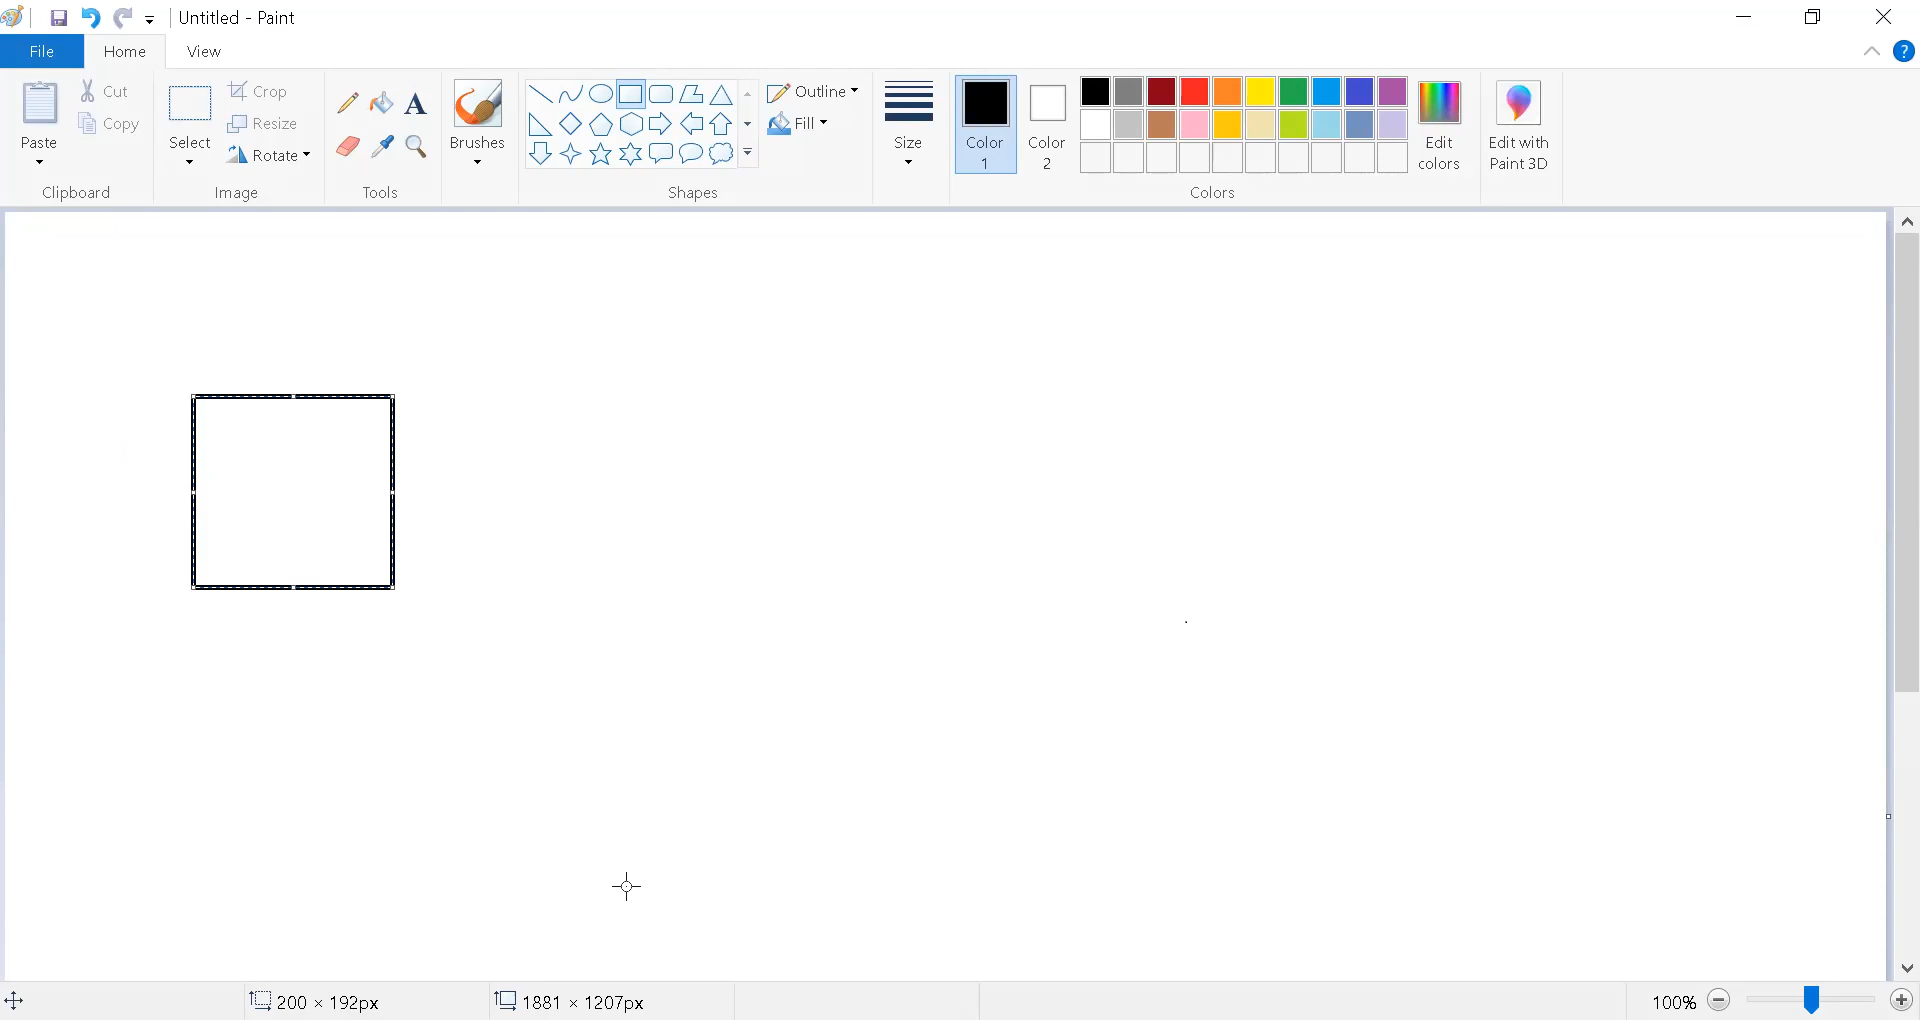 Untitled - Paint
File Home View
Paste
Cut
Copy
Clipboard
Select
Crop
Resize
Rotate
Image
A
Tools
Brushes
Outline
Fill
Shapes
Size
Color
1
Color
2
Edit
colors
Colors
Edit with
Paint 3D
?
200 × 192px
1881 × 1207px
100%